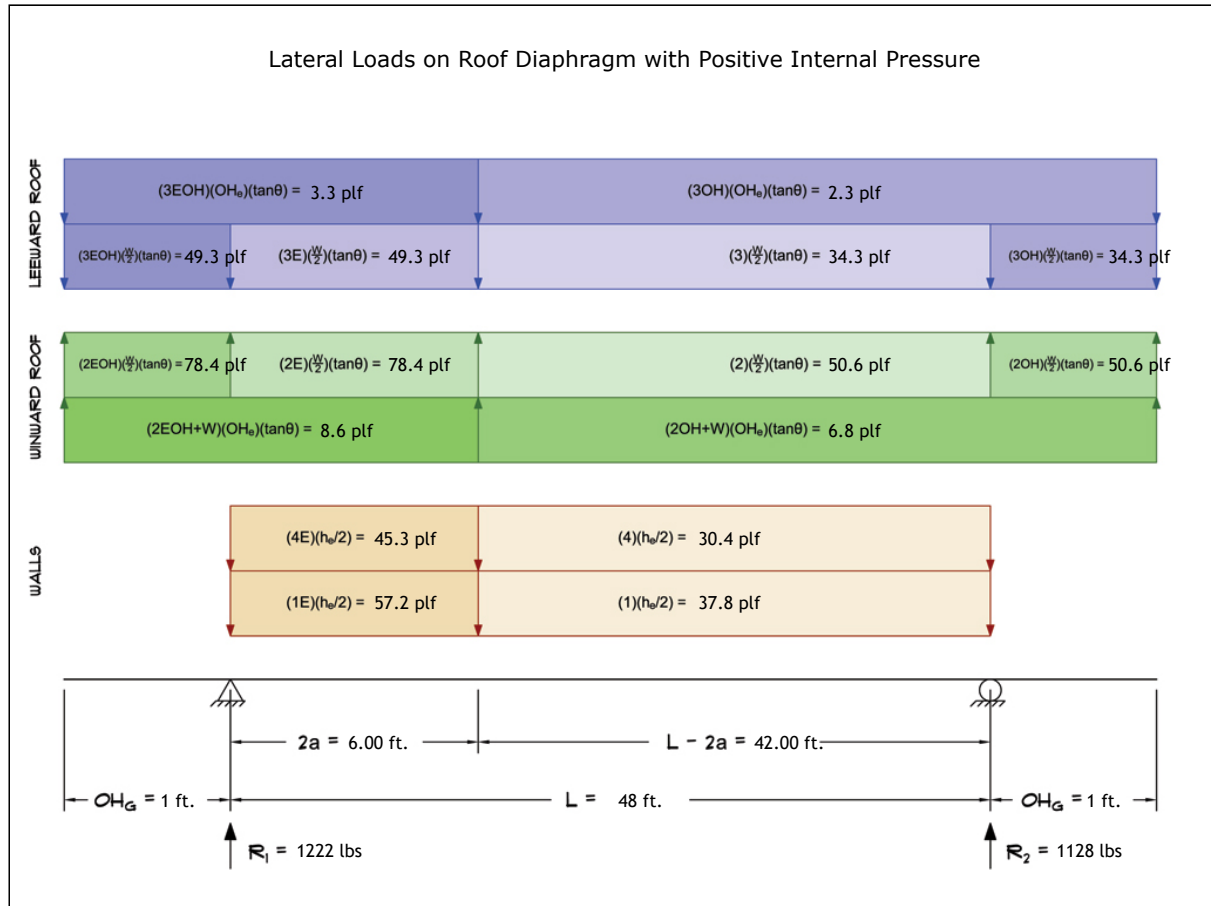 Lateral Loads on Roof Diaphragm with Positive Internal Pressure
LEEWARD ROOF
(3EOH)(OHₑ)(tanθ) = 3.3 plf
(3OH)(OHₑ)(tanθ) = 2.3 plf
(3EOH)(W/2)(tanθ) = 49.3 plf
(3E)(W/2)(tanθ) = 49.3 plf
(3)(W/2)(tanθ) = 34.3 plf
(3OH)(W/2)(tanθ) = 34.3 plf
WINWARD ROOF
(2EOH)(W/2)(tanθ) = 78.4 plf
(2E)(W/2)(tanθ) = 78.4 plf
(2)(W/2)(tanθ) = 50.6 plf
(2OH)(W/2)(tanθ) = 50.6 plf
(2EOH+W)(OHₑ)(tanθ) = 8.6 plf
(2OH+W)(OHₑ)(tanθ) = 6.8 plf
WALLS
(4E)(hₑ/2) = 45.3 plf
(4)(hₑ/2) = 30.4 plf
(1E)(hₑ/2) = 57.2 plf
(1)(hₑ/2) = 37.8 plf
2a = 6.00 ft.
L - 2a = 42.00 ft.
OH_G = 1 ft.
L = 48 ft.
OH_G = 1 ft.
R₁ = 1222 lbs
R₂ = 1128 lbs